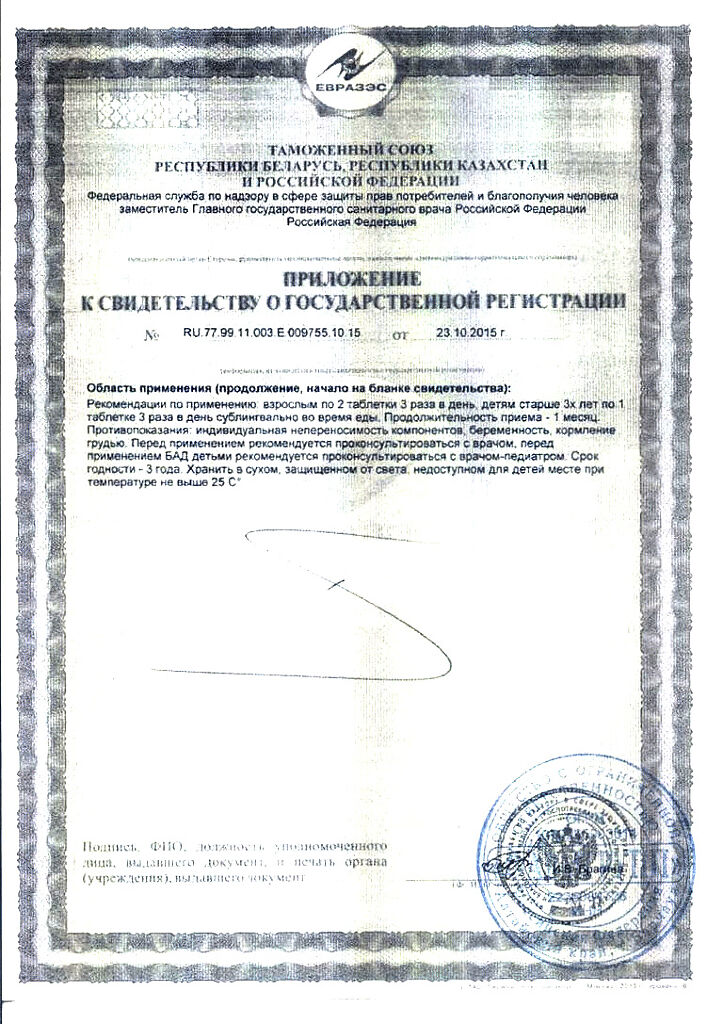 ЕВРАЗЭС
ТАМОЖЕННЫЙ СОЮЗ
РЕСПУБЛИКИ БЕЛАРУСЬ, РЕСПУБЛИКИ КАЗАХСТАН
И РОССИЙСКОЙ ФЕДЕРАЦИИ
Федеральная служба по надзору в сфере защиты прав потребителей и благополучия человека
заместитель Главного государственного санитарного врача Российской Федерации
Российская Федерация
ПРИЛОЖЕНИЕ
К СВИДЕТЕЛЬСТВУ О ГОСУДАРСТВЕННОЙ РЕГИСТРАЦИИ
№ RU.77.99.11.003.Е.009755.10.15 от 23.10.2015 г.
Область применения (продолжение, начало на бланке свидетельства):
Рекомендации по применению: взрослым по 2 таблетки 3 раза в день, детям старше 3х лет по 1
таблетке 3 раза в день сублингвально во время еды. Продолжительность приема - 1 месяц.
Противопоказания: индивидуальная непереносимость компонентов, беременность, кормление
грудью. Перед применением рекомендуется проконсультироваться с врачом, перед
применением БАД детьми рекомендуется проконсультироваться с врачом-педиатром. Срок
годности - 3 года. Хранить в сухом, защищенном от света, недоступном для детей месте при
температуре не выше 25 С°
Подпись, ФИО, должность уполномоченного
лица, выдавшего документ, и печать органа
(учреждения), выдавшего документ
И.В. Брагина